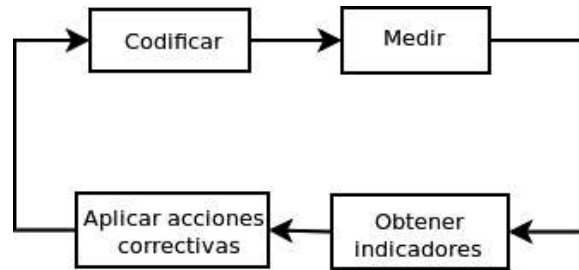 Codificar
Medir
Aplicar acciones
correctivas
Obtener
indicadores